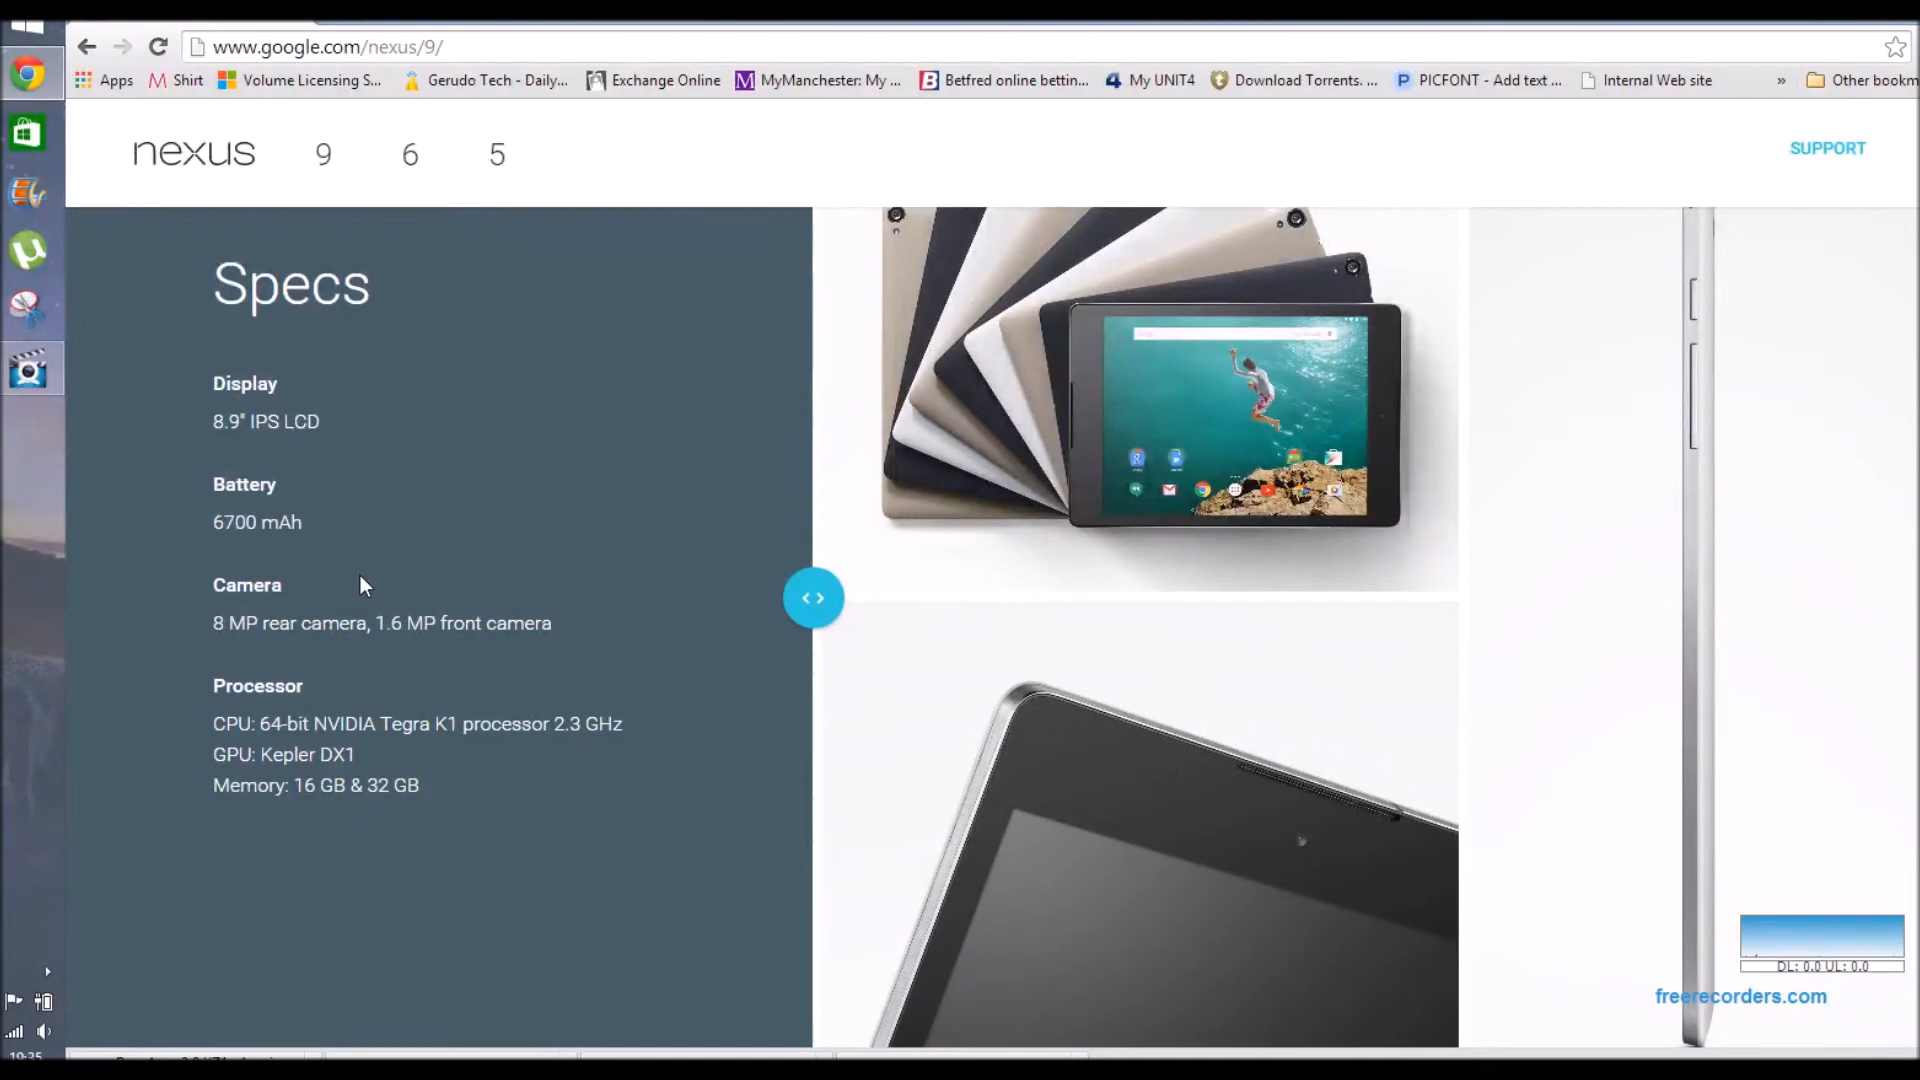 www.google.com/nexus/9/
Apps
Shirt
Volume Licensing S...
Gerudo Tech - Daily...
Exchange Online
MyManchester: My ...
Betfred online bettin...
My UNIT4
Download Torrents. ...
PICFONT - Add text ...
Internal Web site
»
Other bookm
nexus 9 6 5
SUPPORT
Specs
Display
8.9" IPS LCD
Battery
6700 mAh
Camera
8 MP rear camera, 1.6 MP front camera
Processor
CPU: 64-bit NVIDIA Tegra K1 processor 2.3 GHz
GPU: Kepler DX1
Memory: 16 GB & 32 GB
DL: 0.0 UL: 0.0
freerecorders.com
19:35